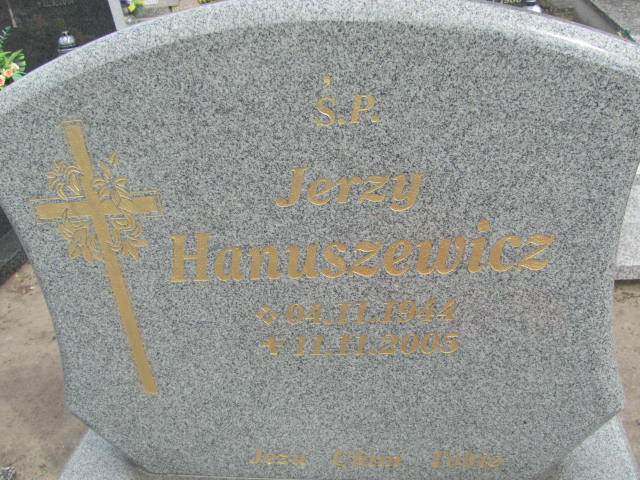 Ś.P.
Jerzy
Hanuszewicz
04.11.1944
11.11.2005
Jezu Ufam Tobie